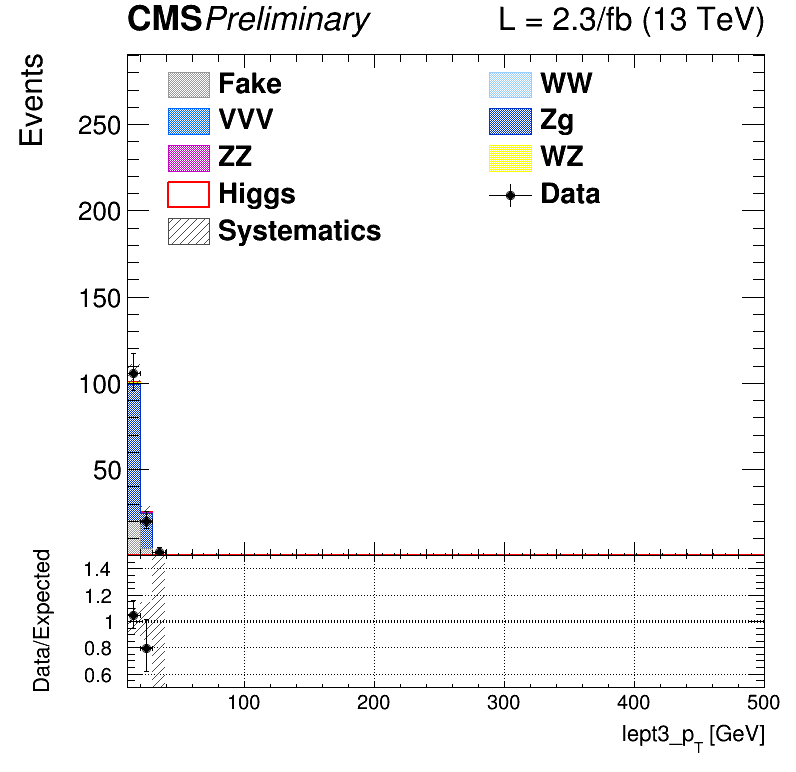 CMS Preliminary L = 2.3/fb (13 TeV)
Events
Fake WW
VVV Zg
ZZ WZ
Higgs Data
Systematics
250
200
150
100
50
Data/Expected
1.4
1.2
1
0.8
0.6
100 200 300 400 500
lept3_pT [GeV]